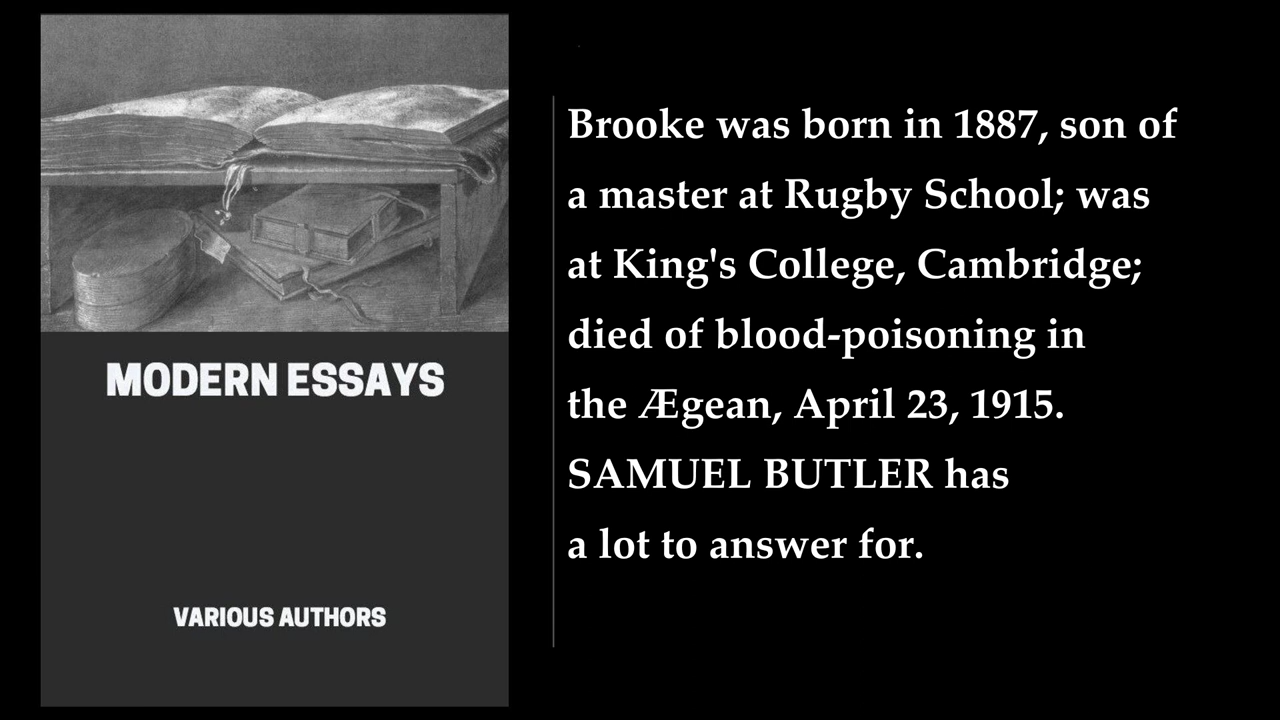 MODERN ESSAYS
VARIOUS AUTHORS
Brooke was born in 1887, son of
a master at Rugby School; was
at King's College, Cambridge;
died of blood-poisoning in
the Ægean, April 23, 1915.
SAMUEL BUTLER has
a lot to answer for.